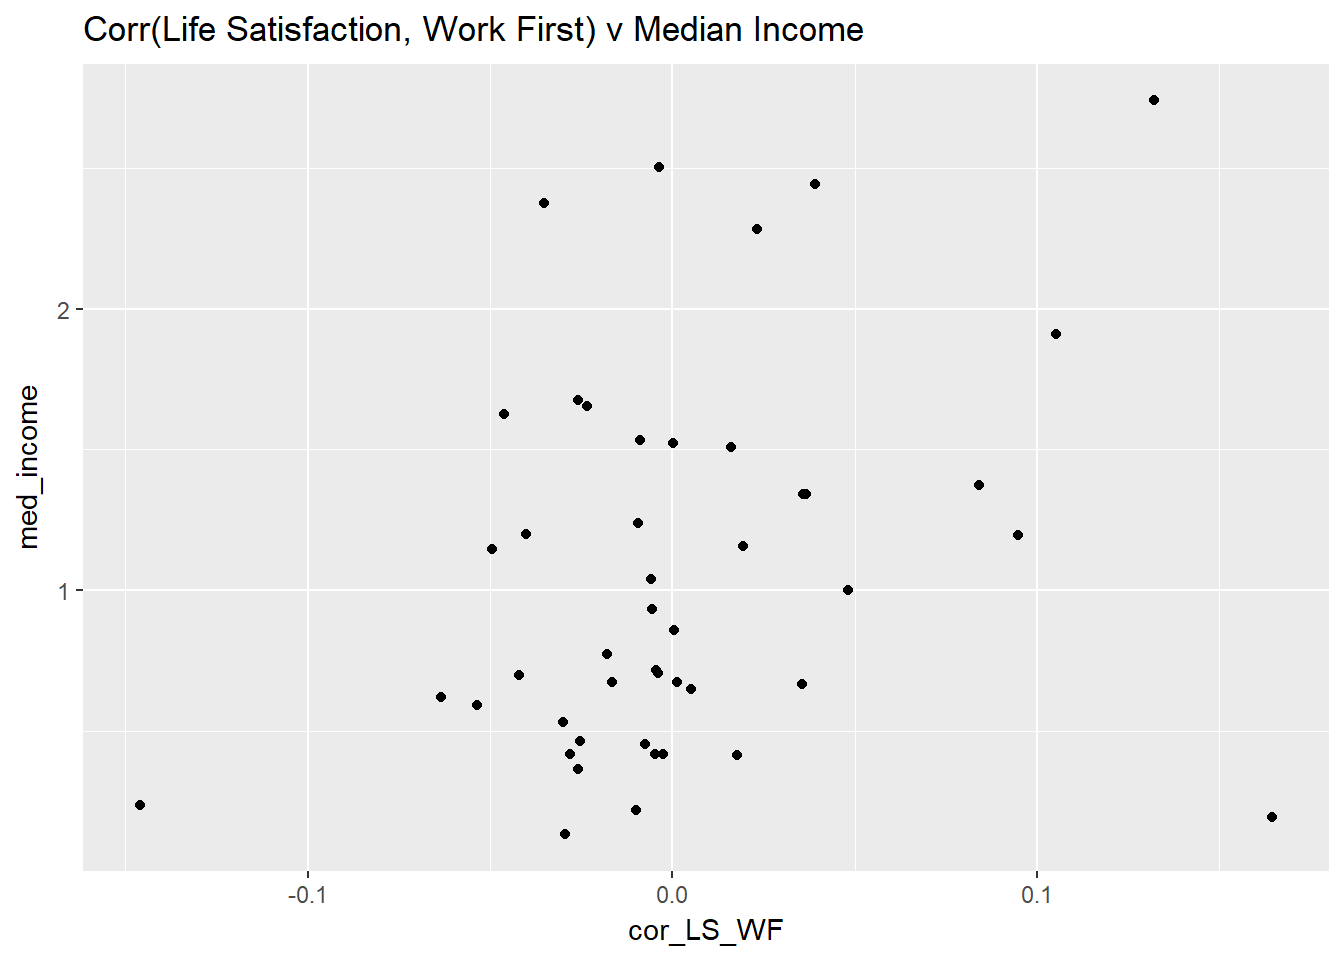 Corr(Life Satisfaction, Work First) v Median Income
2
1
med_income
-0.1
0.0
0.1
cor_LS_WF